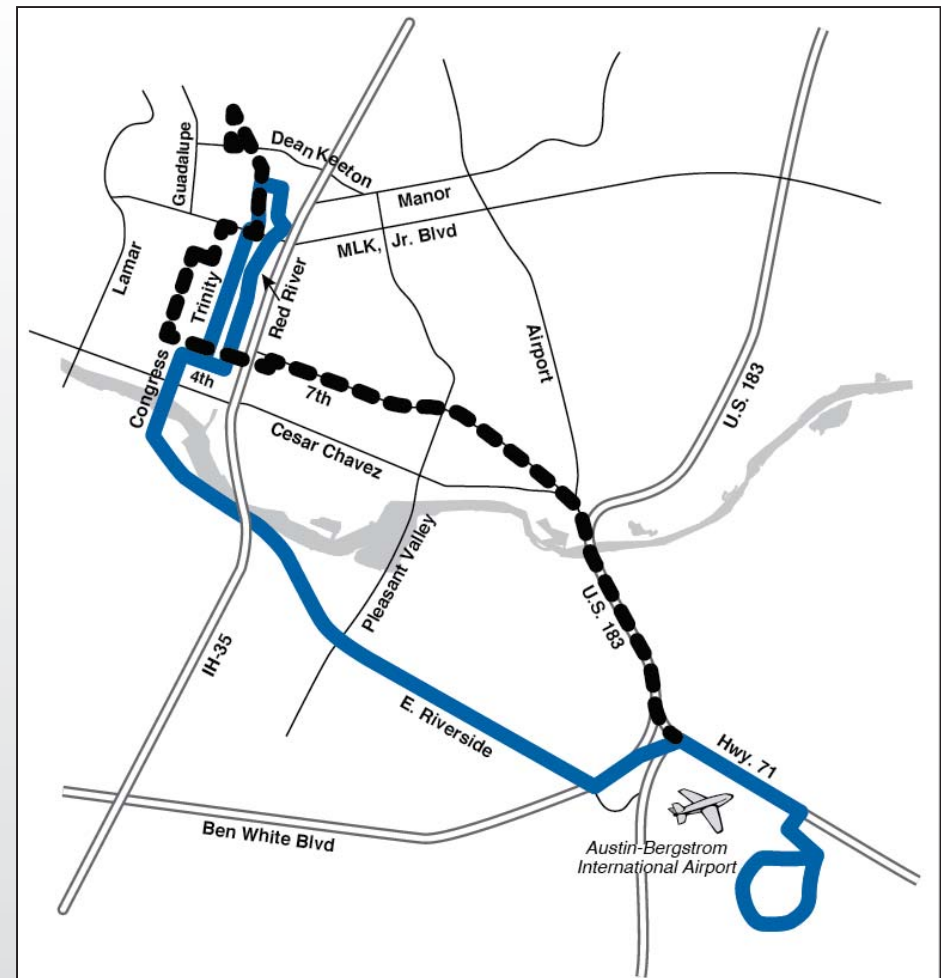 Dean Keeton
Guadalupe
Manor
MLK, Jr. Blvd
Lamar
Trinity
Red River
Airport
U.S. 183
Congress
4th
7th
Cesar Chavez
Pleasant Valley
U.S. 183
IH-35
E. Riverside
Hwy. 71
Ben White Blvd
Austin-Bergstrom
International Airport